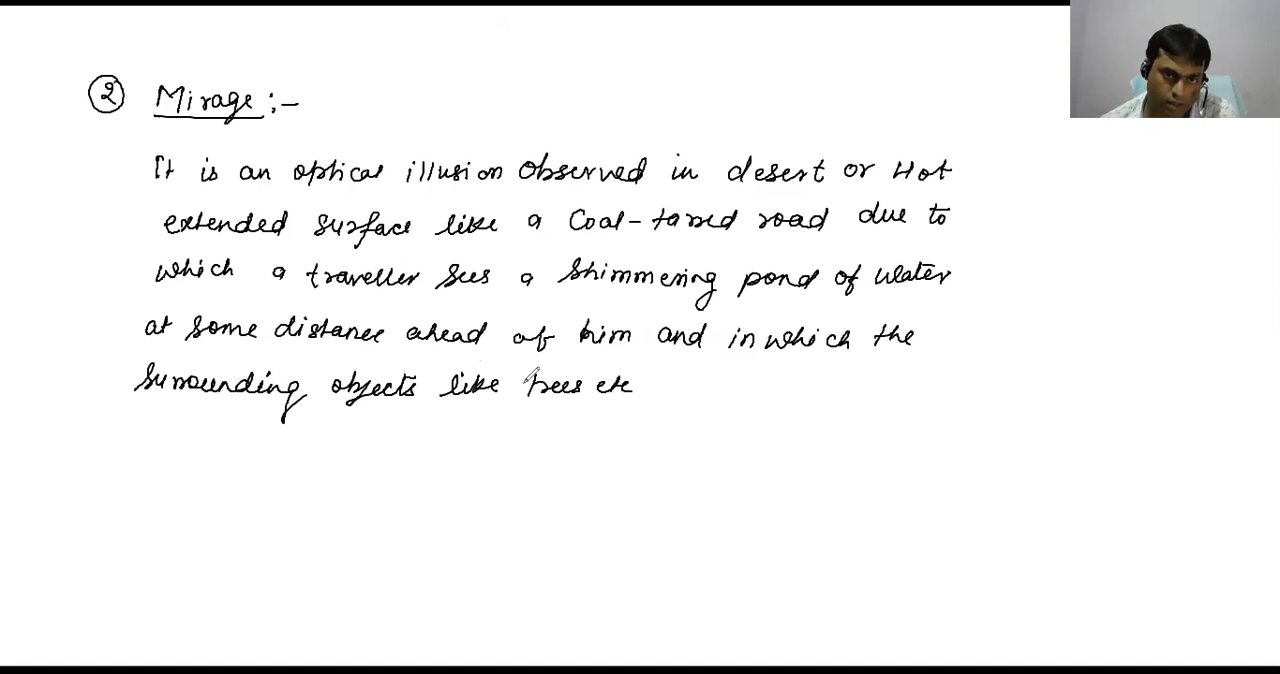 ② Mirage :-
It is an optical illusion observed in desert or Hot
extended surface like a Coal-tarred road due to
which a traveller sees a shimmering pond of water
at some distance ahead of him and in which the
surrounding objects like trees etc